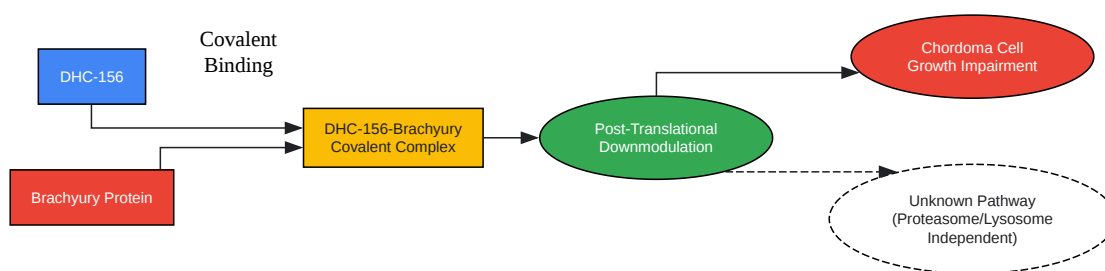 Covalent
Binding
DHC-156
Brachyury Protein
DHC-156-Brachyury
Covalent Complex
Post-Translational
Downmodulation
Chordoma Cell
Growth Impairment
Unknown Pathway
(Proteasome/Lysosome
Independent)